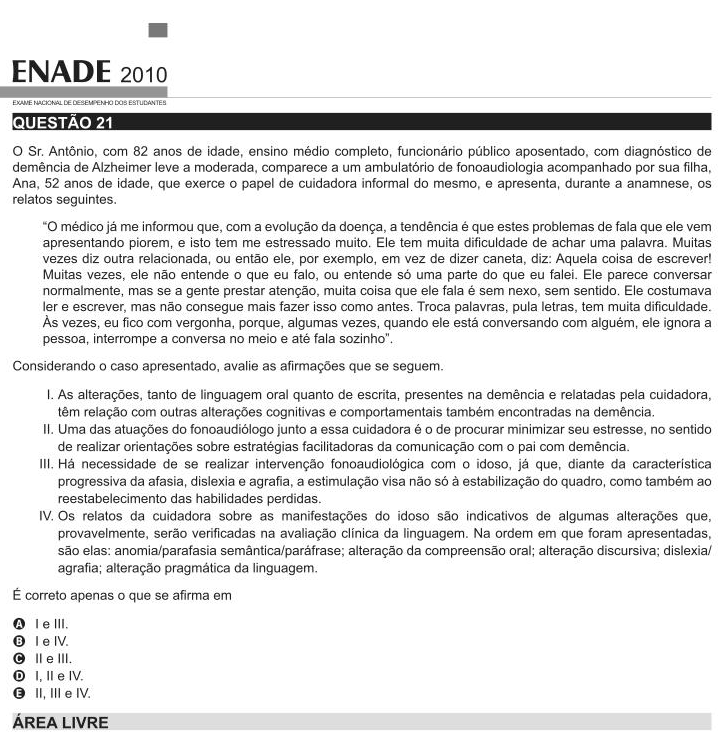 ENADE 2010
EXAME NACIONAL DE DESEMPENHO DOS ESTUDANTES
QUESTÃO 21
O Sr. Antônio, com 82 anos de idade, ensino médio completo, funcionário público aposentado, com diagnóstico de
demência de Alzheimer leve a moderada, comparece a um ambulatório de fonoaudiologia acompanhado por sua filha,
Ana, 52 anos de idade, que exerce o papel de cuidadora informal do mesmo, e apresenta, durante a anamnese, os
relatos seguintes.
“O médico já me informou que, com a evolução da doença, a tendência é que estes problemas de fala que ele vem
apresentando piorem, e isto tem me estressado muito. Ele tem muita dificuldade de achar uma palavra. Muitas
vezes diz outra relacionada, ou então ele, por exemplo, em vez de dizer caneta, diz: Aquela coisa de escrever!
Muitas vezes, ele não entende o que eu falo, ou entende só uma parte do que eu falei. Ele parece conversar
normalmente, mas se a gente prestar atenção, muita coisa que ele fala é sem nexo, sem sentido. Ele costumava
ler e escrever, mas não consegue mais fazer isso como antes. Troca palavras, pula letras, tem muita dificuldade.
Às vezes, eu fico com vergonha, porque, algumas vezes, quando ele está conversando com alguém, ele ignora a
pessoa, interrompe a conversa no meio e até fala sozinho”.
Considerando o caso apresentado, avalie as afirmações que se seguem.
I. As alterações, tanto de linguagem oral quanto de escrita, presentes na demência e relatadas pela cuidadora,
têm relação com outras alterações cognitivas e comportamentais também encontradas na demência.
II. Uma das atuações do fonoaudiólogo junto a essa cuidadora é o de procurar minimizar seu estresse, no sentido
de realizar orientações sobre estratégias facilitadoras da comunicação com o pai com demência.
III. Há necessidade de se realizar intervenção fonoaudiológica com o idoso, já que, diante da característica
progressiva da afasia, dislexia e agrafia, a estimulação visa não só à estabilização do quadro, como também ao
reestabelecimento das habilidades perdidas.
IV. Os relatos da cuidadora sobre as manifestações do idoso são indicativos de algumas alterações que,
provavelmente, serão verificadas na avaliação clínica da linguagem. Na ordem em que foram apresentadas,
são elas: anomia/parafasia semântica/paráfrase; alteração da compreensão oral; alteração discursiva; dislexia/
agrafia; alteração pragmática da linguagem.
É correto apenas o que se afirma em
A I e III.
B I e IV.
C II e III.
D I, II e IV.
E II, III e IV.
ÁREA LIVRE